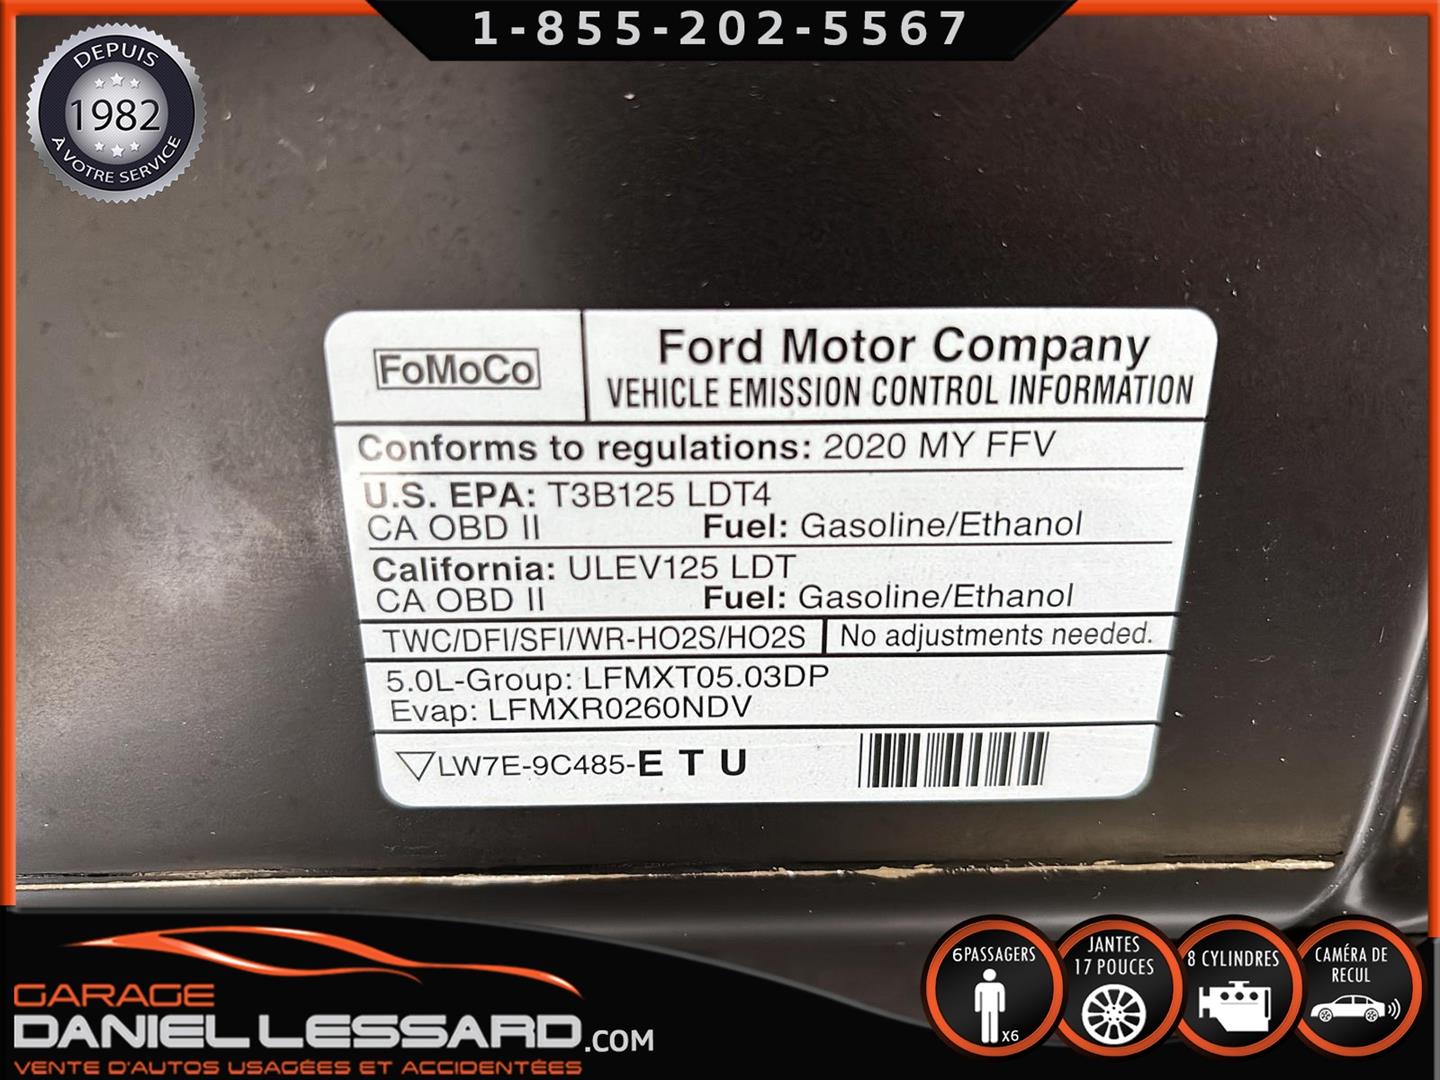 1-855-202-5567
DEPUIS
1982
À VOTRE SERVICE
FoMoCo
Ford Motor Company
VEHICLE EMISSION CONTROL INFORMATION
Conforms to regulations: 2020 MY FFV
U.S. EPA: T3B125 LDT4
CA OBD II Fuel: Gasoline/Ethanol
California: ULEV125 LDT
CA OBD II Fuel: Gasoline/Ethanol
TWC/DFI/SFI/WR-HO2S/HO2S No adjustments needed.
5.0L-Group: LFMXT05.03DP
Evap: LFMXR0260NDV
LW7E-9C485-E T U
GARAGE
DANIEL LESSARD.COM
VENTE D'AUTOS USAGÉES ET ACCIDENTÉES
6 PASSAGERS
X6
JANTES
17 POUCES
8 CYLINDRES
CAMÉRA DE
RECUL